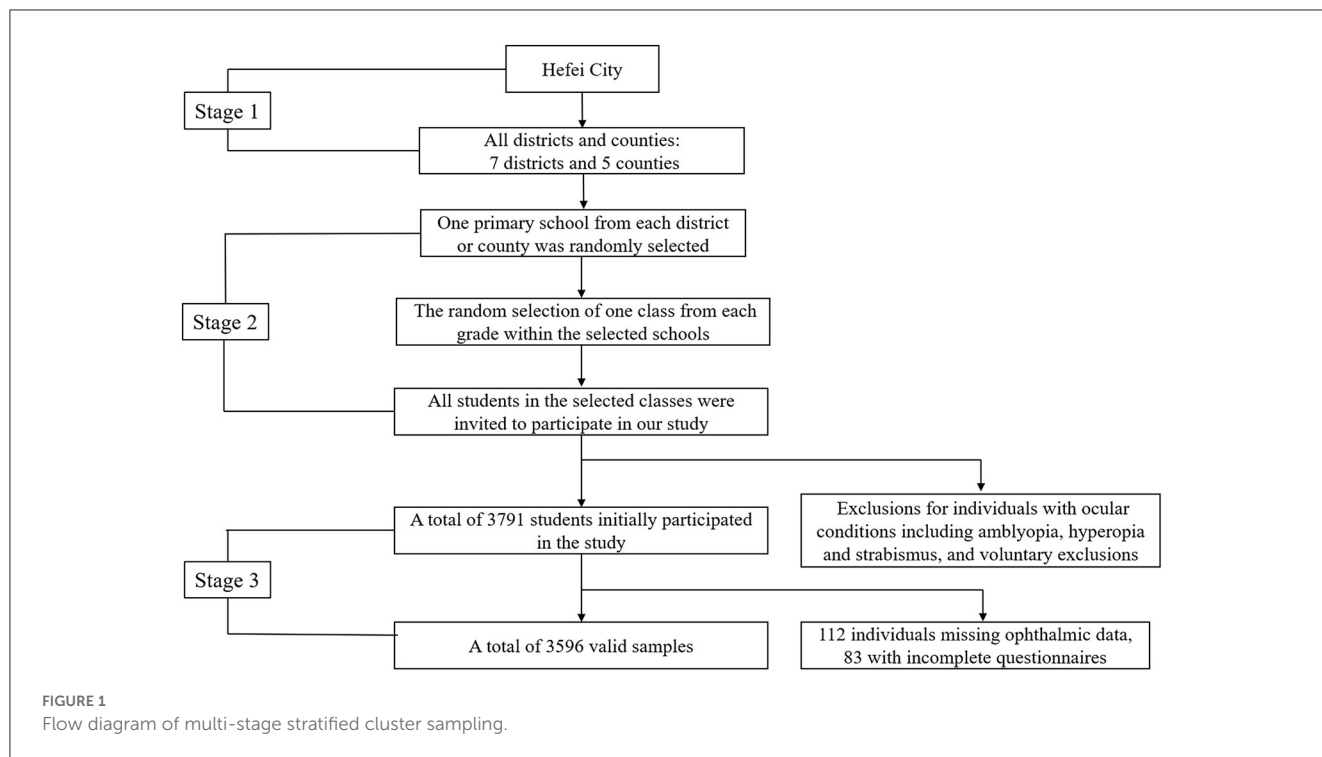 Hefei City
Stage 1
All districts and counties:
7 districts and 5 counties
One primary school from each district
or county was randomly selected
The random selection of one class from each
grade within the selected schools
Stage 2
All students in the selected classes were
invited to participate in our study
A total of 3791 students initially participated
in the study
Exclusions for individuals with ocular
conditions including amblyopia, hyperopia
and strabismus, and voluntary exclusions
Stage 3
A total of 3596 valid samples
112 individuals missing ophthalmic data,
83 with incomplete questionnaires
FIGURE 1
Flow diagram of multi-stage stratified cluster sampling.